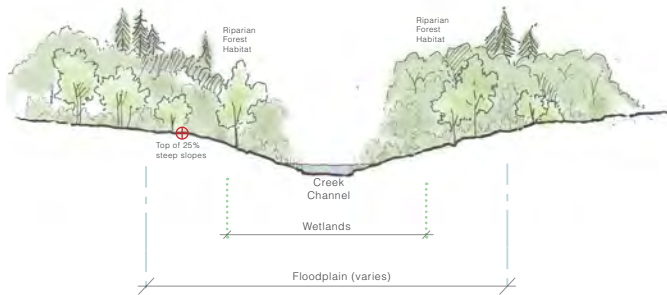 Riparian
Forest
Habitat
Riparian
Forest
Habitat
Top of 25%
steep slopes
Creek
Channel
Wetlands
Floodplain (varies)